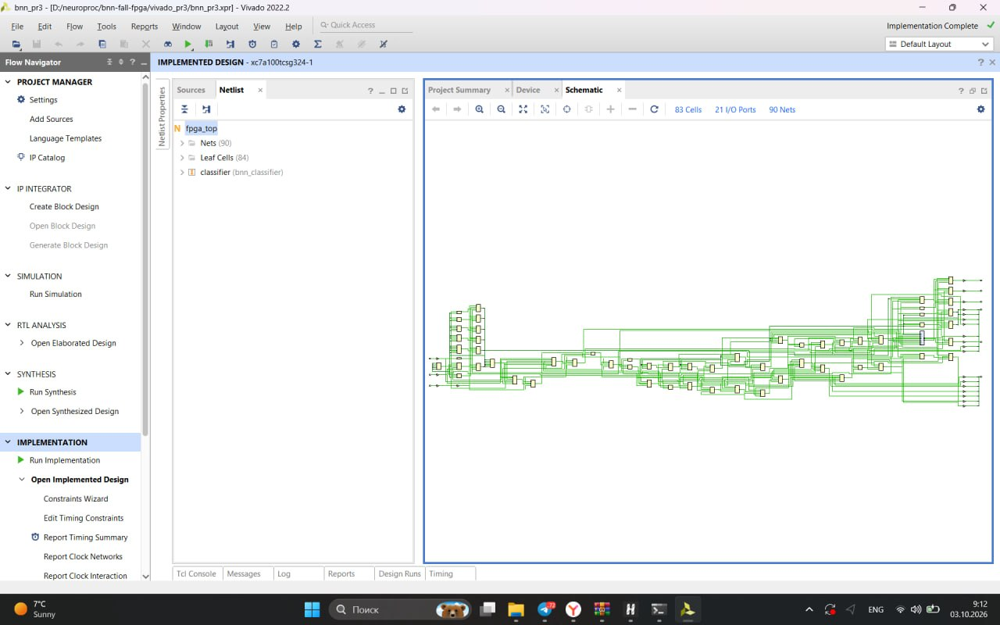 bnn_pr3 - [D:/neuroproc/bnn-fall-fpga/vivado_pr3/bnn_pr3.xpr] - Vivado 2022.2
File Edit Flow Tools Reports Window Layout View Help Quick Access
Implementation Complete
Default Layout
Flow Navigator
IMPLEMENTED DESIGN - xc7a100tcsg324-1
PROJECT MANAGER
Settings
Add Sources
Language Templates
IP Catalog
IP INTEGRATOR
Create Block Design
Open Block Design
Generate Block Design
SIMULATION
Run Simulation
RTL ANALYSIS
Open Elaborated Design
SYNTHESIS
Run Synthesis
Open Synthesized Design
IMPLEMENTATION
Run Implementation
Open Implemented Design
Constraints Wizard
Edit Timing Constraints
Report Timing Summary
Report Clock Networks
Report Clock Interaction
Netlist Properties
Sources Netlist
fpga_top
Nets (90)
Leaf Cells (84)
classifier (bnn_classifier)
Project Summary Device Schematic
83 Cells 21 I/O Ports 90 Nets
Tcl Console Messages Log Reports Design Runs Timing
7°C
Sunny
Поиск
73
ENG
9:12
03.10.2026